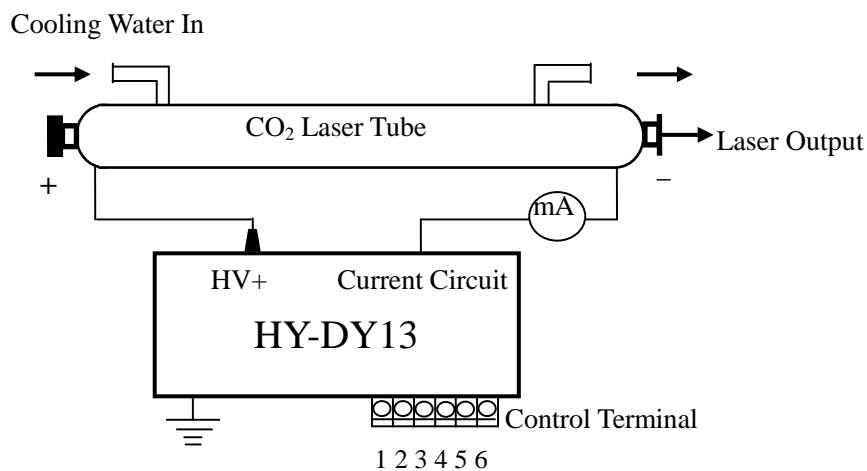 Cooling Water In
CO₂ Laser Tube
Laser Output
+
−
mA
HV+
Current Circuit
HY-DY13
Control Terminal
1 2 3 4 5 6